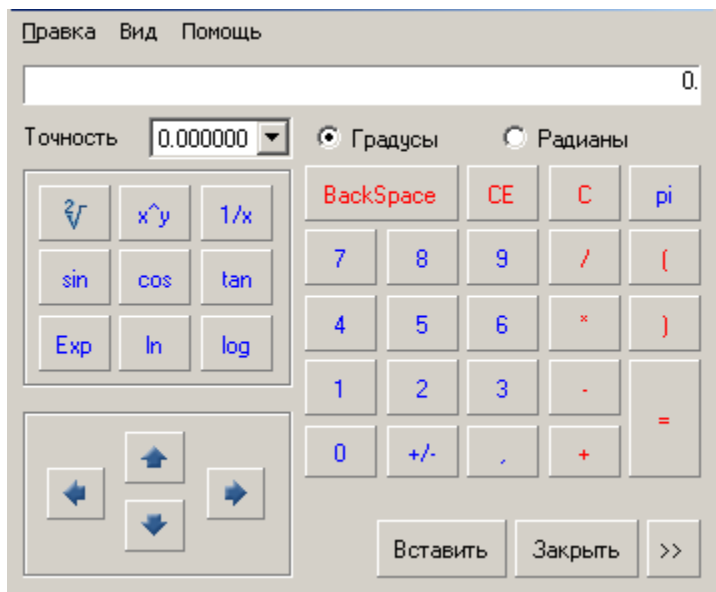 Правка Вид Помощь
0.
Точность 0.000000 Градусы Радианы
BackSpace CE C pi
2√ x^y 1/x
7 8 9 / (
sin cos tan
4 5 6 * )
Exp ln log
1 2 3 - =
0 +/- , +
Вставить Закрыть >>